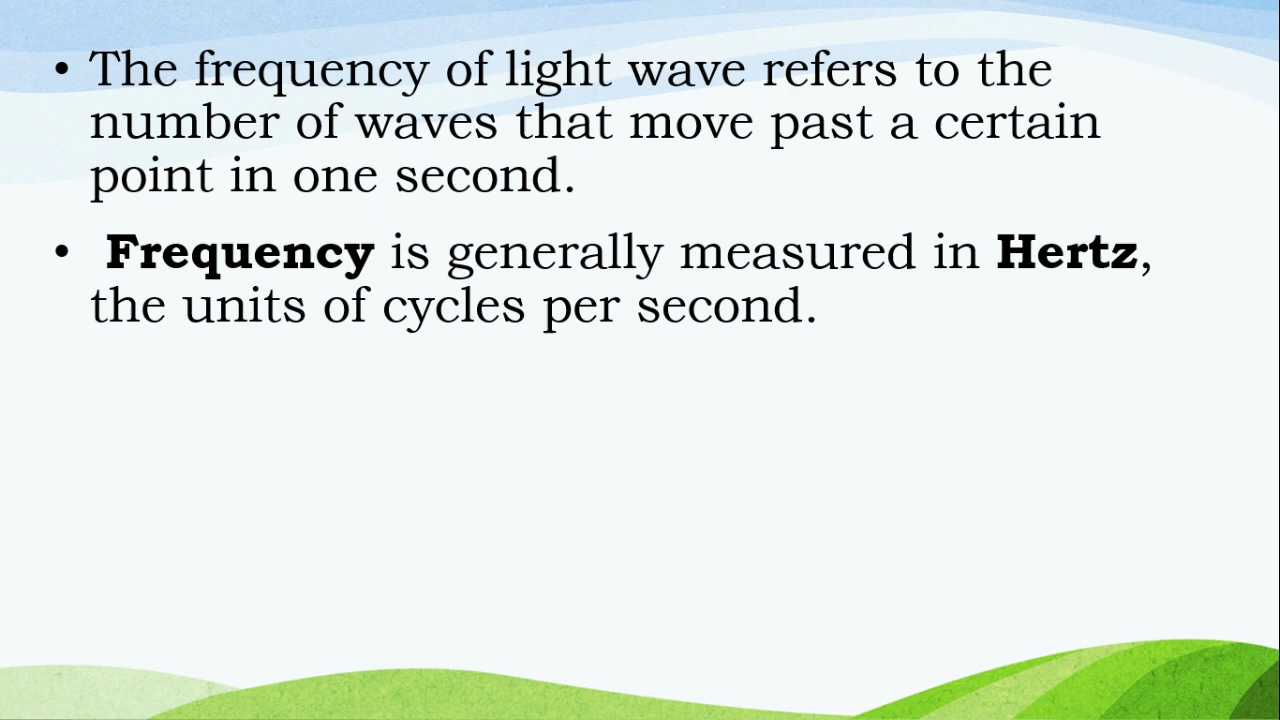 • The frequency of light wave refers to the
number of waves that move past a certain
point in one second.
• Frequency is generally measured in Hertz,
the units of cycles per second.